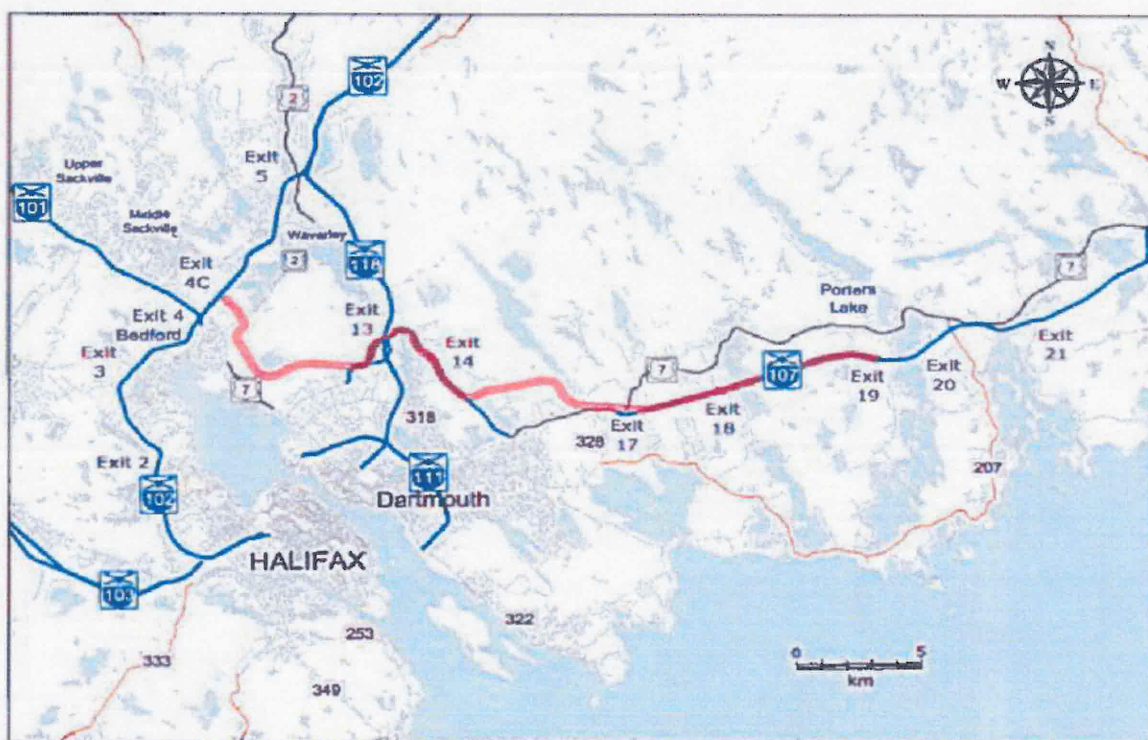 N
W E
S
102
2
Exit
5
Upper
Sackville
101
Middle
Sackville
Waverley
2
118
Exit
4C
Exit 4
Bedford
Exit
3
Exit
13
Exit
14
7
7
7
Porters
Lake
107
Exit
21
Exit
20
Exit
19
Exit
18
Exit
17
328
318
207
Exit 2
102
111
Dartmouth
HALIFAX
103
322
253
333
349
0 5
km